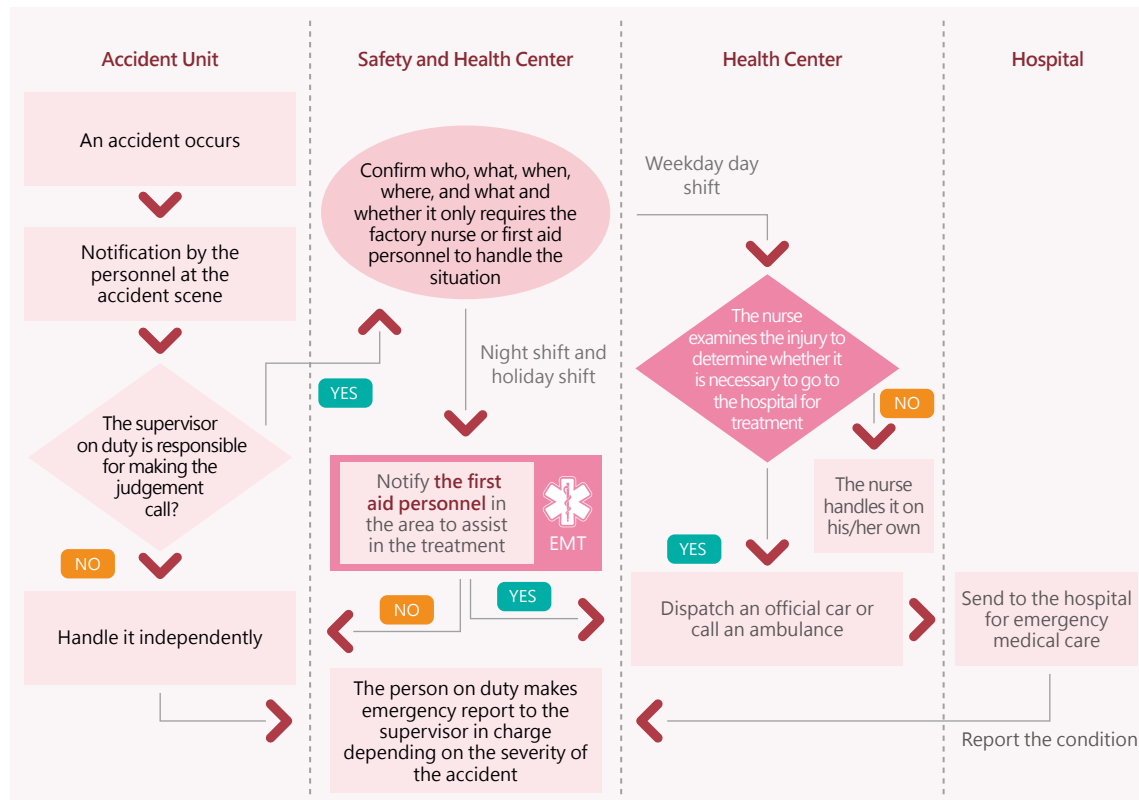 Accident Unit
Safety and Health Center
Health Center
Hospital
An accident occurs
Notification by the
personnel at the
accident scene
The supervisor
on duty is responsible
for making the
judgement
call?
YES
NO
Handle it independently
Confirm who, what, when,
where, and what and
whether it only requires the
factory nurse or first aid
personnel to handle the
situation
Weekday day
shift
Night shift and
holiday shift
Notify the first
aid personnel in
the area to assist
in the treatment
EMT
NO
YES
The person on duty makes
emergency report to the
supervisor in charge
depending on the severity of
the accident
The nurse
examines the injury to
determine whether it
is necessary to go to
the hospital for
treatment
NO
The nurse
handles it on
his/her own
YES
Dispatch an official car or
call an ambulance
Send to the hospital
for emergency
medical care
Report the condition